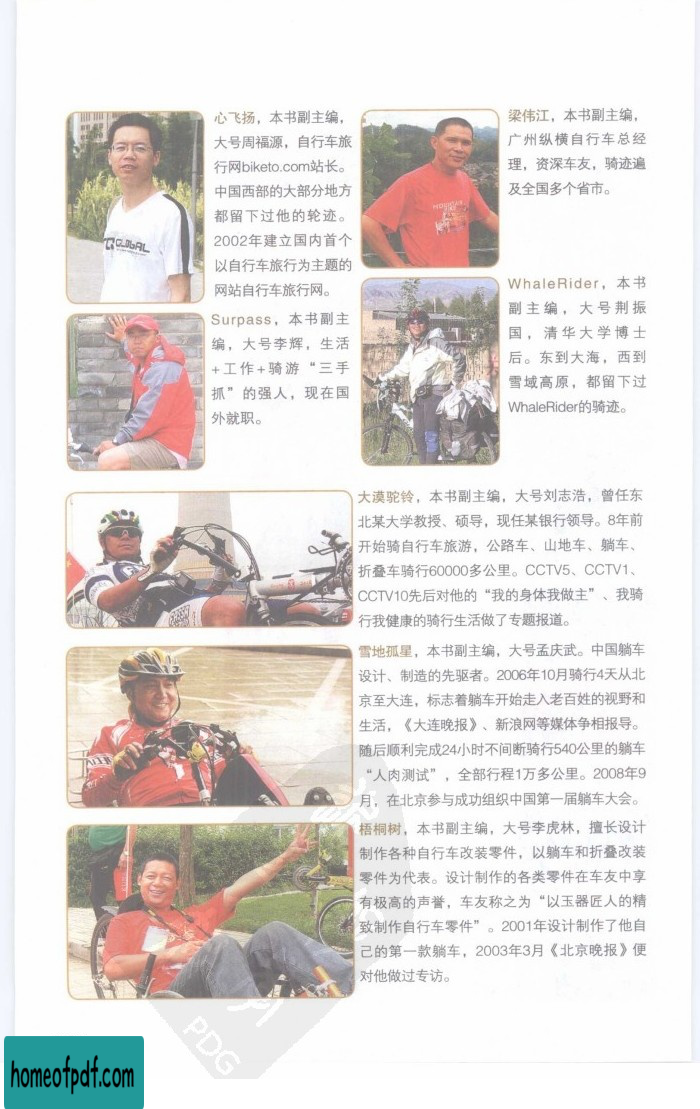 心飞扬，本书副主编，
大号周福源，自行车旅
行网biketo.com站长。
中国西部的大部分地方
都留下过他的轮迹。
2002年建立国内首个
以自行车旅行为主题的
网站自行车旅行网。
梁伟江，本书副主编，
广州纵横自行车总经
理，资深车友，骑迹遍
及全国多个省市。
Surpass，本书副主
编，大号李辉，生活
+工作+骑游“三手
抓”的强人，现在国
外就职。
WhaleRider，本书
副主编，大号荆振
国，清华大学博士
后。东到大海，西到
雪域高原，都留下过
WhaleRider的骑迹。
大漠驼铃，本书副主编，大号刘志浩，曾任东
北某大学教授、硕导，现任某银行领导。8年前
开始骑自行车旅游，公路车、山地车、躺车、
折叠车骑行60000多公里。CCTV5、CCTV1、
CCTV10先后对他的“我的身体我做主”、我骑
行我健康的骑行生活做了专题报道。
雪地孤星，本书副主编，大号孟庆武。中国躺车
设计、制造的先驱者。2006年10月骑行4天从北
京至大连，标志着躺车开始走入老百姓的视野和
生活，《大连晚报》、新浪网等媒体争相报导。
随后顺利完成24小时不间断骑行540公里的躺车
“人肉测试”，全部行程1万多公里。2008年9
月，在北京参与成功组织中国第一届躺车大会。
梧桐树，本书副主编，大号李虎林，擅长设计
制作各种自行车改装零件，以躺车和折叠改装
零件为代表。设计制作的各类零件在车友中享
有极高的声誉，车友称之为“以玉器匠人的精
致制作自行车零件”。2001年设计制作了他自
己的第一款躺车，2003年3月《北京晚报》便
对他做过专访。
PDG
homeofpdf.com